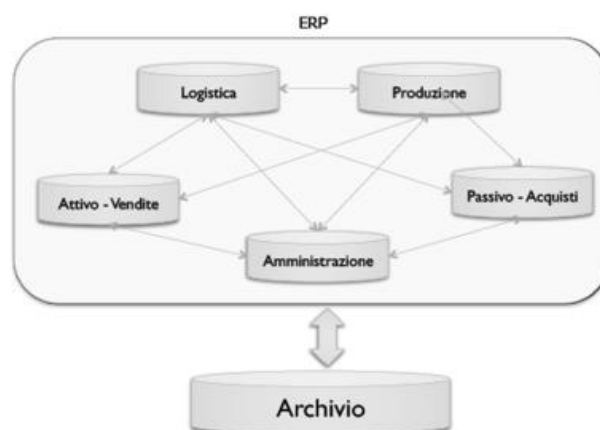 ERP
Logistica
Produzione
Attivo - Vendite
Passivo - Acquisti
Amministrazione
Archivio